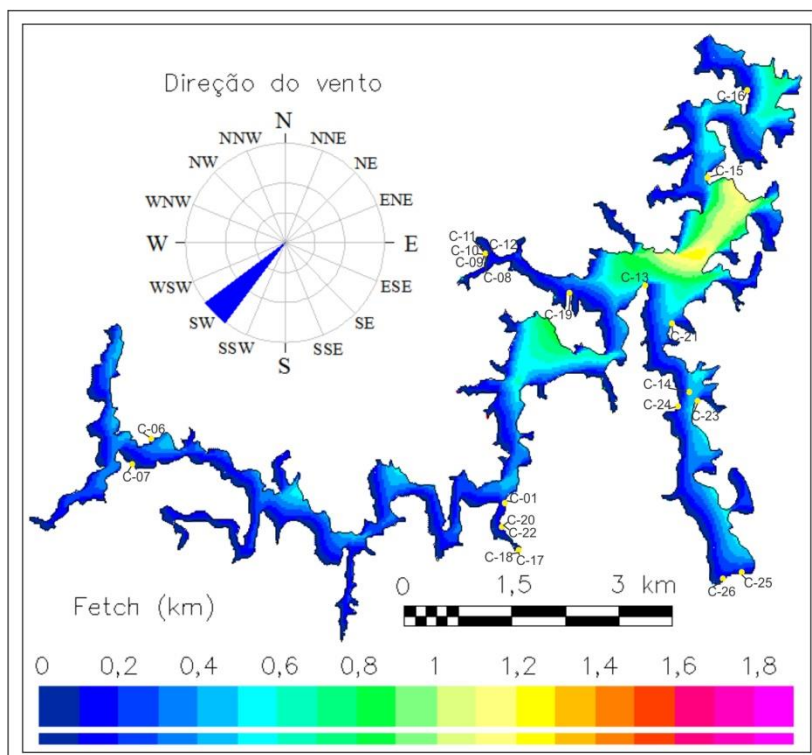 Direção do vento
N
NNW
NNE
NW
NE
WNW
ENE
W
E
WSW
ESE
SW
SE
SSW
SSE
S
C-16
C-15
C-11
C-12
C-10
C-09
C-08
C-13
C-19
C-21
C-14
C-24
C-23
C-06
C-07
C-01
C-20
C-22
C-18
C-17
C-25
C-26
0 1,5 3 km
Fetch (km)
0 0,2 0,4 0,6 0,8 1 1,2 1,4 1,6 1,8